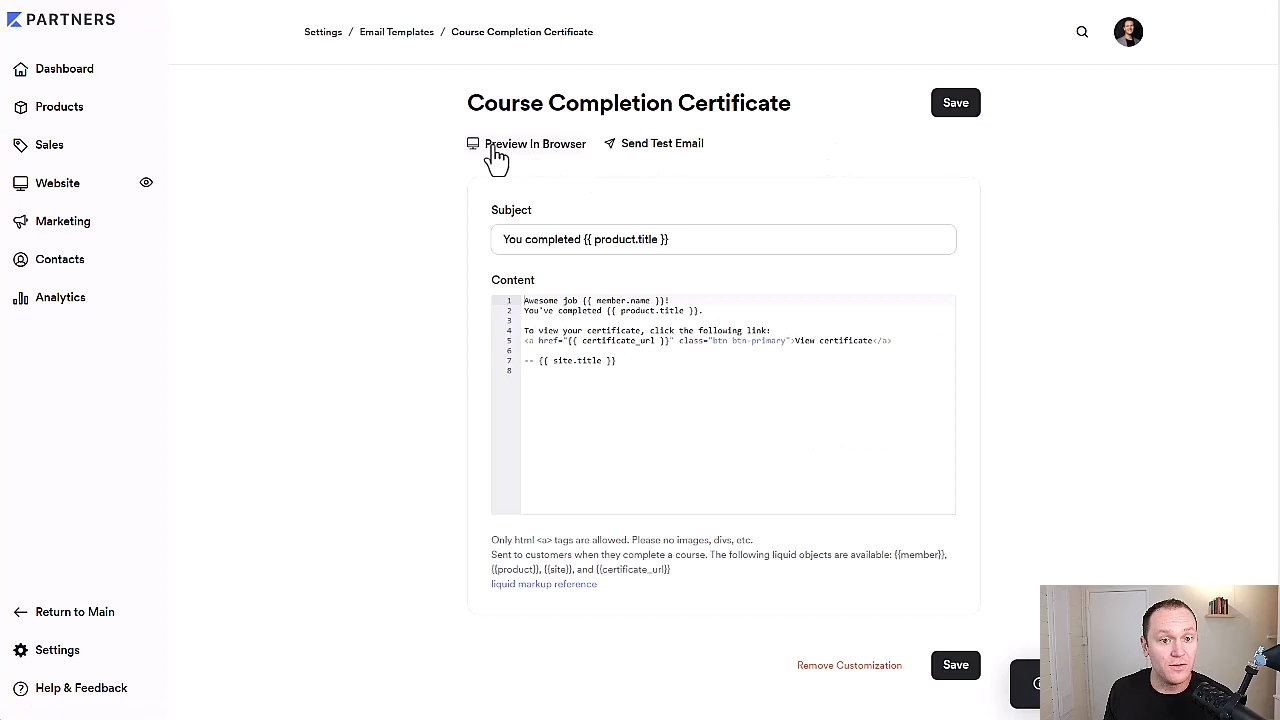 PARTNERS
Dashboard
Products
Sales
Website
Marketing
Contacts
Analytics
Return to Main
Settings
Help & Feedback
Settings / Email Templates / Course Completion Certificate
Course Completion Certificate
Save
Preview In Browser
Send Test Email
Subject
You completed {{ product.title }}
Content
1 Awesome job {{ member.name }}!
2 You've completed {{ product.title }}.
3
4 To view your certificate, click the following link:
5 <a href="{{ certificate_url }}" class="btn btn-primary">View certificate</a>
6
7 -- {{ site.title }}
8
Only html <a> tags are allowed. Please no images, divs, etc.
Sent to customers when they complete a course. The following liquid objects are available: {{member}},
{{product}}, {{site}}, and {{certificate_url}}
liquid markup reference
Remove Customization
Save